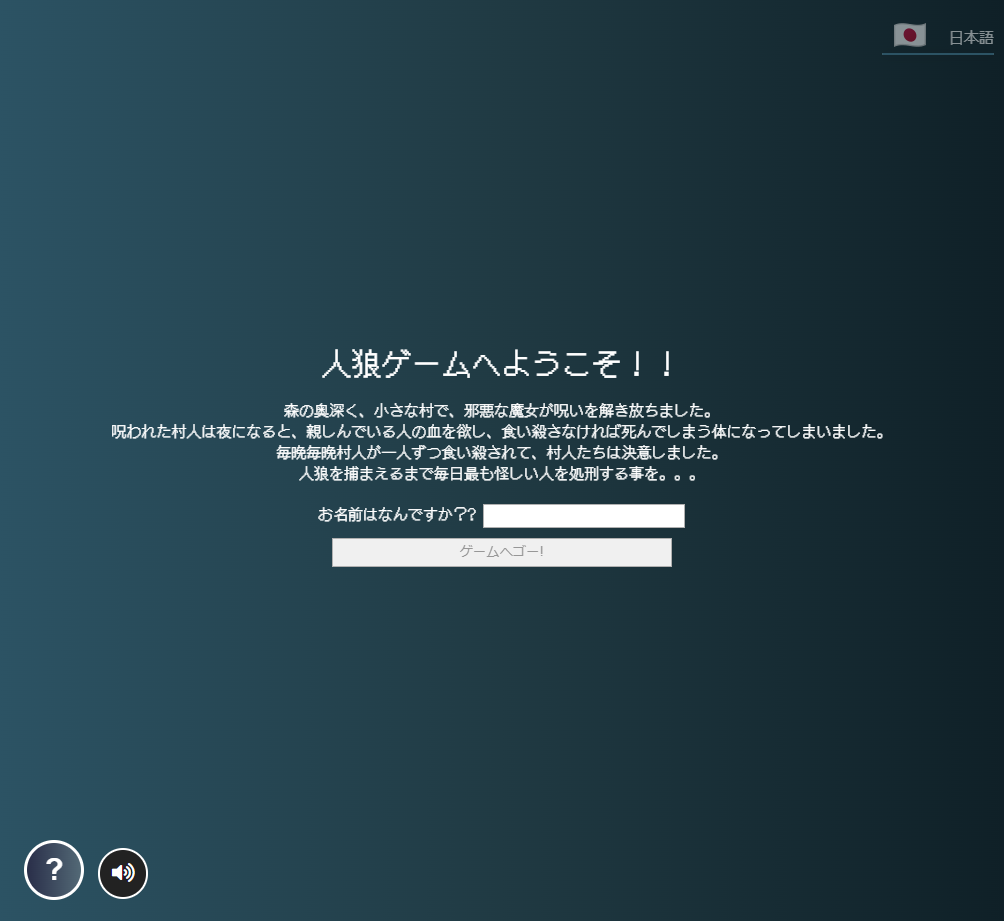 日本語
人狼ゲームへようこそ！！
森の奥深く、小さな村で、邪悪な魔女が呪いを解き放ちました。
呪われた村人は夜になると、親しんでいる人の血を欲し、食い殺さなければ死んでしまう体になってしまいました。
毎晩毎晩村人が一人ずつ食い殺されて、村人たちは決意しました。
人狼を捕まえるまで毎日最も怪しい人を処刑する事を。。。
お名前はなんですか??
ゲームへゴー!
?